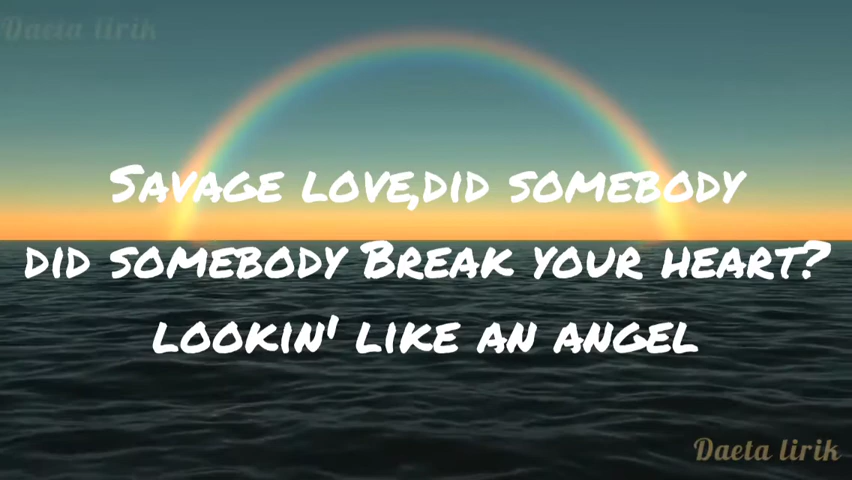 Daeta lirik
Savage love,did somebody
did somebody Break your heart?
lookin' like an angel
Daeta lirik